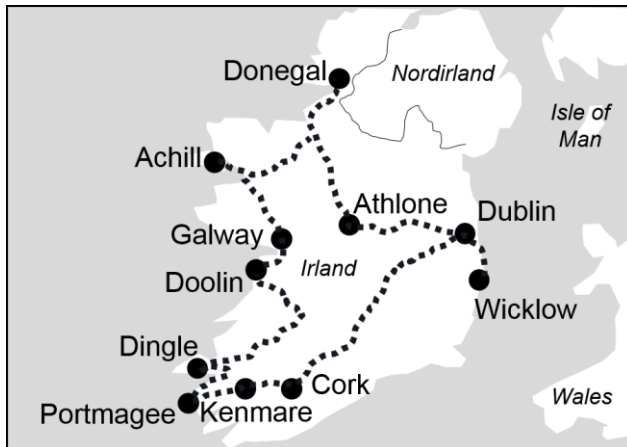 Donegal
Nordirland
Isle of
Man
Achill
Athlone
Dublin
Galway
Irland
Doolin
Wicklow
Dingle
Cork
Wales
Portmagee
Kenmare